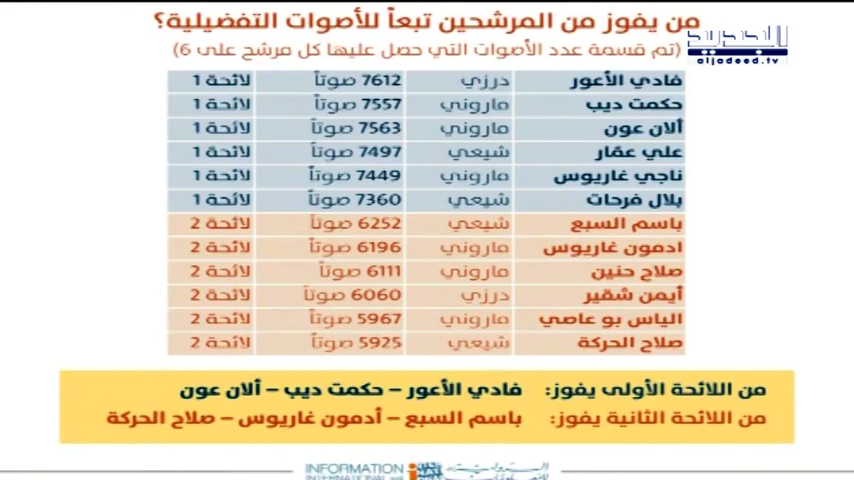 من يفوز من المرشحين تبعاً للأصوات التفضيلية؟
(تم قسمة عدد الأصوات التي حصل عليها كل مرشح على 6)
الجديد
aljadeed.tv
فادي الأعور درزي 7612 صوتاً لائحة 1
حكمت ديب ماروني 7557 صوتاً لائحة 1
ألان عون ماروني 7563 صوتاً لائحة 1
علي عمّار شيعي 7497 صوتاً لائحة 1
ناجي غاريوس ماروني 7449 صوتاً لائحة 1
بلال فرحات شيعي 7360 صوتاً لائحة 1
باسم السبع شيعي 6252 صوتاً لائحة 2
ادمون غاريوس ماروني 6196 صوتاً لائحة 2
صلاح حنين ماروني 6111 صوتاً لائحة 2
أيمن شقير درزي 6060 صوتاً لائحة 2
الياس بو عاصي ماروني 5967 صوتاً لائحة 2
صلاح الحركة شيعي 5925 صوتاً لائحة 2
من اللائحة الأولى يفوز: فادي الأعور – حكمت ديب – ألان عون
من اللائحة الثانية يفوز: باسم السبع – أدمون غاريوس – صلاح الحركة
INFORMATION
INTERNATIONAL